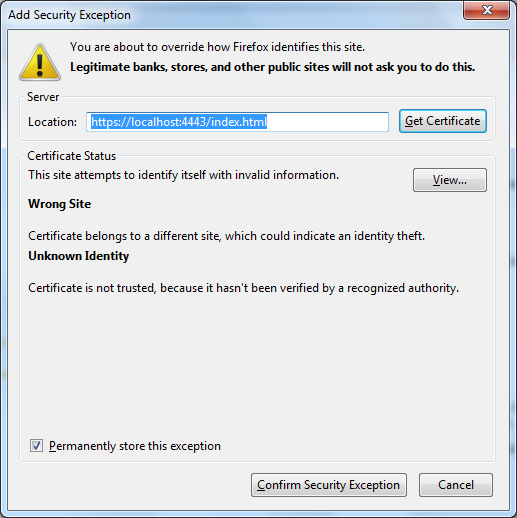 Add Security Exception
You are about to override how Firefox identifies this site.
Legitimate banks, stores, and other public sites will not ask you to do this.
Server
Location: https://localhost:4443/index.html Get Certificate
Certificate Status
This site attempts to identify itself with invalid information. View...
Wrong Site
Certificate belongs to a different site, which could indicate an identity theft.
Unknown Identity
Certificate is not trusted, because it hasn't been verified by a recognized authority.
Permanently store this exception
Confirm Security Exception Cancel